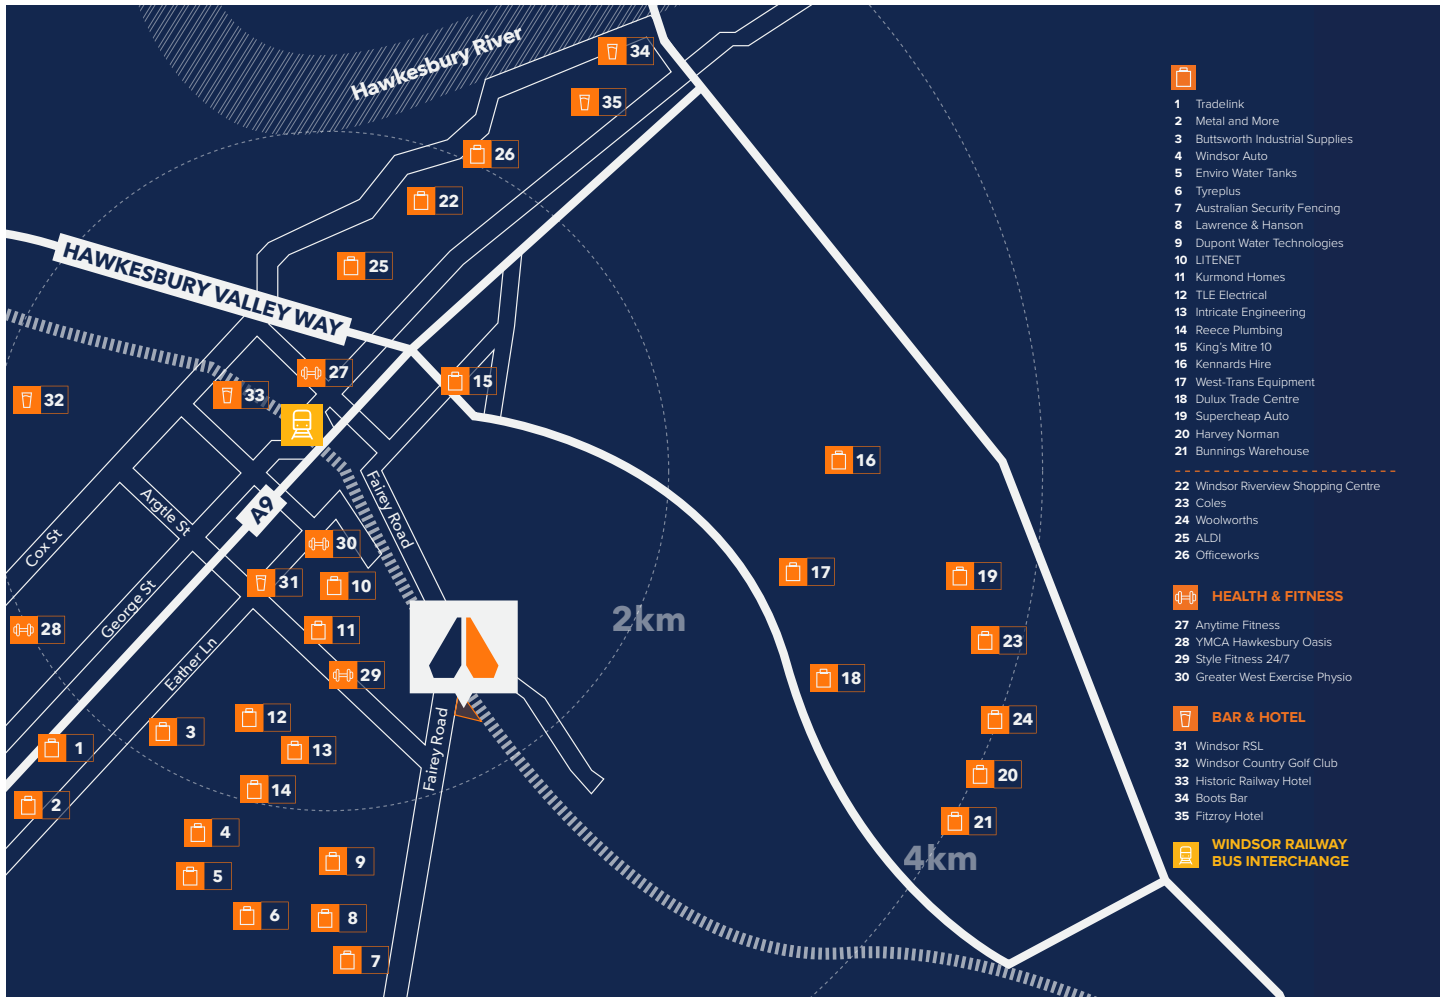 Hawkesbury River
34
35
26
22
25
HAWKESBURY VALLEY WAY
27
33
32
15
16
A9
Fairey Road
Argtle St
Cox St
30
31
10
17
19
George St
28
11
2km
23
Eather Ln
29
18
12
3
1
13
24
Fairey Road
14
20
2
4
21
9
4km
5
6
8
7
1 Tradelink
2 Metal and More
3 Buttsworth Industrial Supplies
4 Windsor Auto
5 Enviro Water Tanks
6 Tyreplus
7 Australian Security Fencing
8 Lawrence & Hanson
9 Dupont Water Technologies
10 LITENET
11 Kurmond Homes
12 TLE Electrical
13 Intricate Engineering
14 Reece Plumbing
15 King's Mitre 10
16 Kennards Hire
17 West-Trans Equipment
18 Dulux Trade Centre
19 Supercheap Auto
20 Harvey Norman
21 Bunnings Warehouse
22 Windsor Riverview Shopping Centre
23 Coles
24 Woolworths
25 ALDI
26 Officeworks
HEALTH & FITNESS
27 Anytime Fitness
28 YMCA Hawkesbury Oasis
29 Style Fitness 24/7
30 Greater West Exercise Physio
BAR & HOTEL
31 Windsor RSL
32 Windsor Country Golf Club
33 Historic Railway Hotel
34 Boots Bar
35 Fitzroy Hotel
WINDSOR RAILWAY
BUS INTERCHANGE